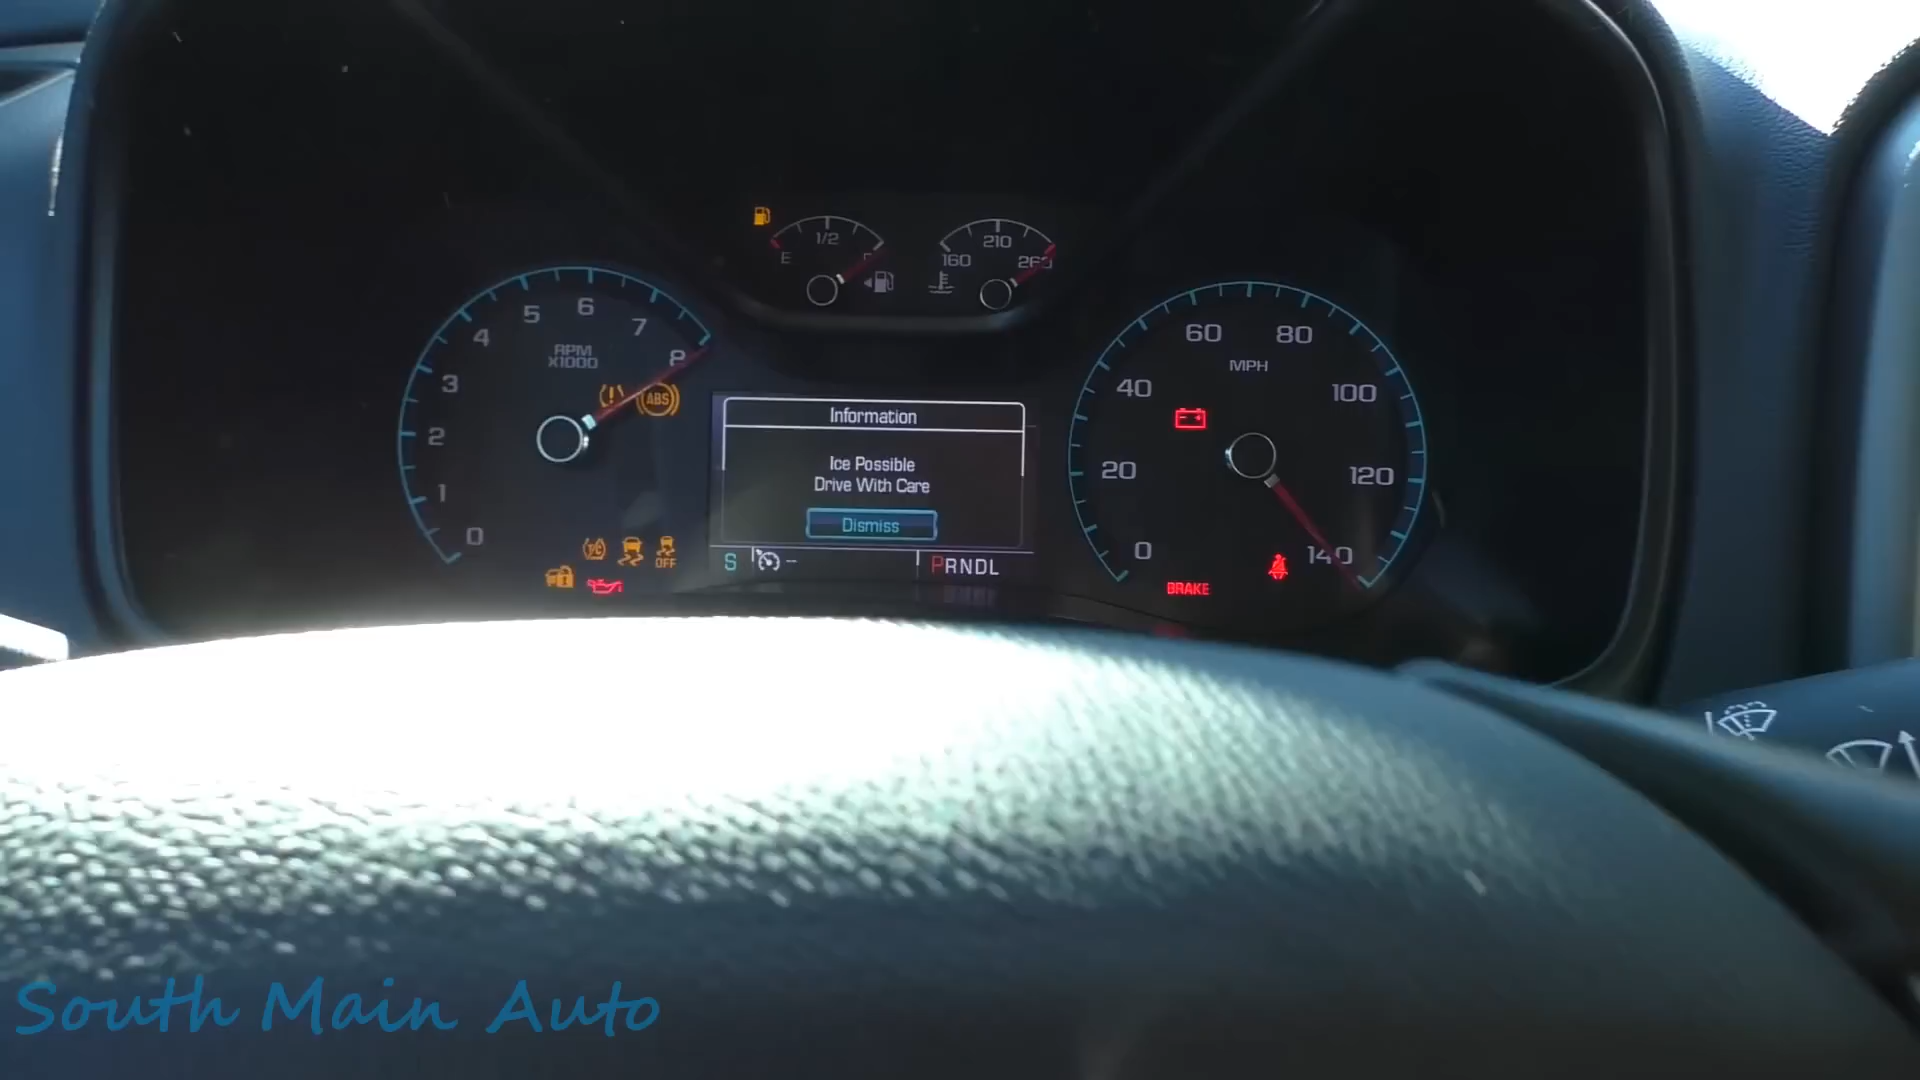 1/2
E
F
160
210
260
0
1
2
3
4
5
6
7
8
RPM
X1000
ABS
T/C
OFF
Information
Ice Possible
Drive With Care
Dismiss
S
--
PRNDL
0
20
40
60
80
100
120
140
MPH
BRAKE
South Main Auto